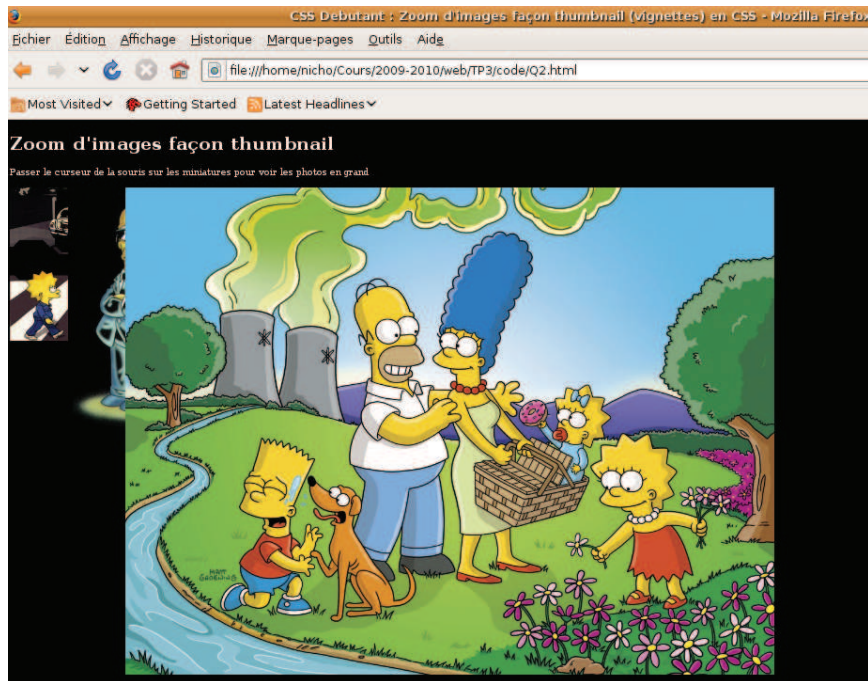 CSS Debutant : Zoom d'images façon thumbnail (vignettes) en CSS - Mozilla Firefox
Fichier Édition Affichage Historique Marque-pages Outils Aide
file:///home/nicho/Cours/2009-2010/web/TP3/code/Q2.html
Most Visited Getting Started Latest Headlines
Zoom d'images façon thumbnail
Passer le curseur de la souris sur les miniatures pour voir les photos en grand
MATT
GROENING